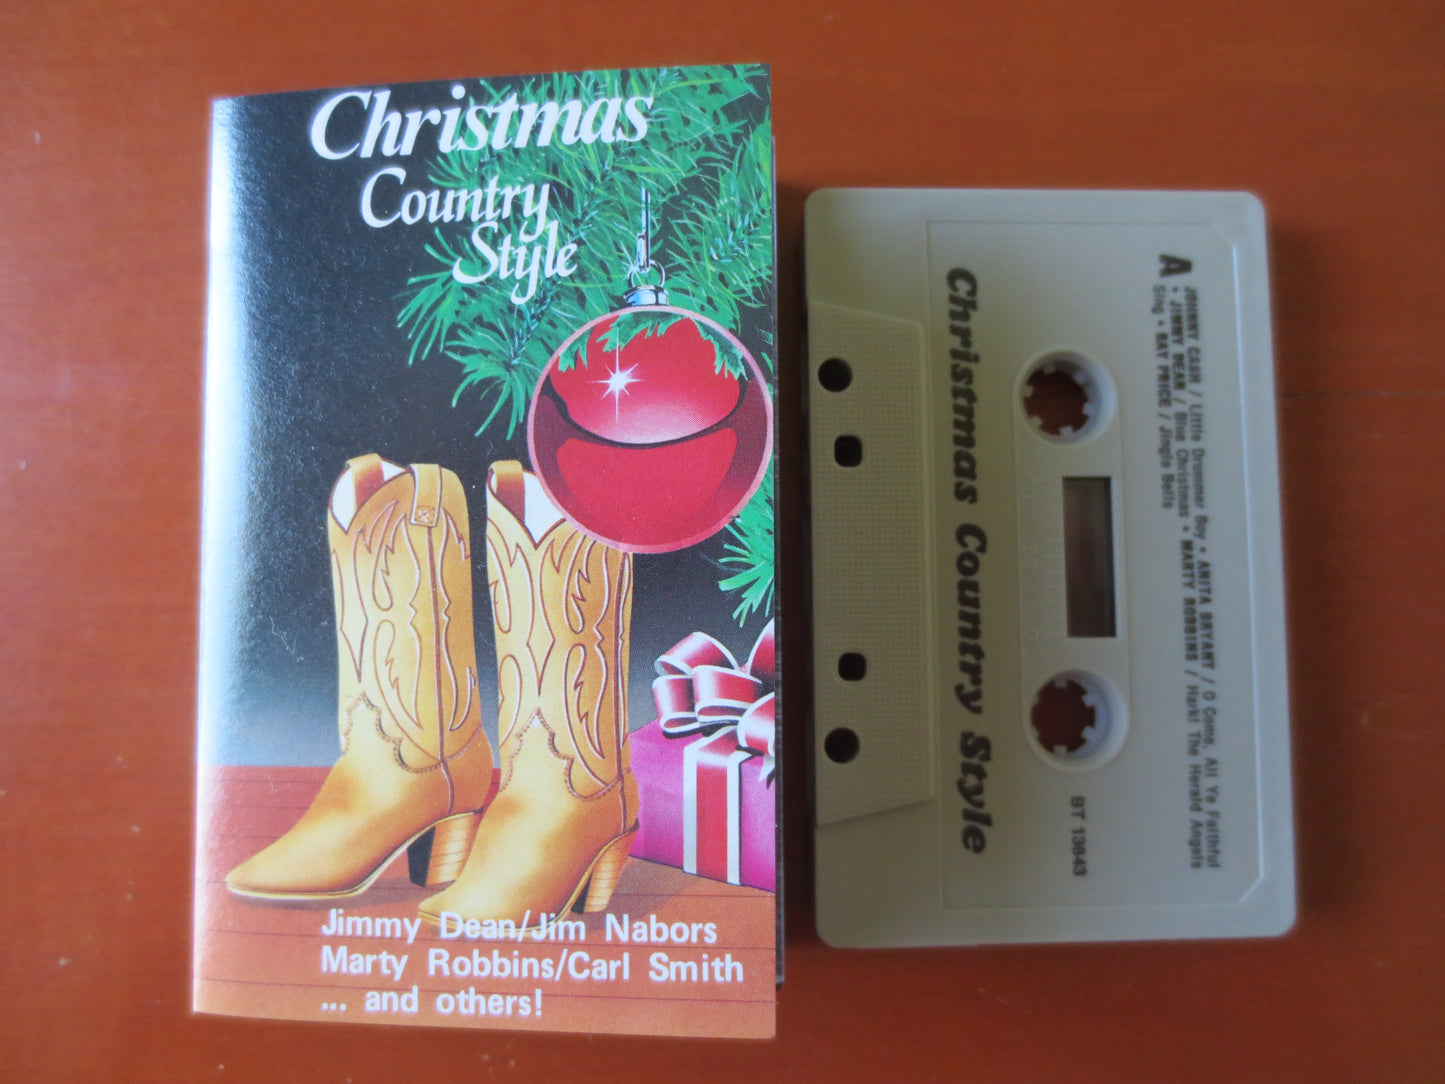 Christmas
Country
Style
Jimmy Dean/Jim Nabors
Marty Robbins/Carl Smith
... and others!
A
JOHNNY CASH / Little Drummer Boy • ANITA BRYANT / O Come, All Ye Faithful
• JIMMY DEAN / Blue Christmas • MARTY ROBBINS / Hark! The Herald Angels
Sing • RAY PRICE / Jingle Bells
BT 13843
Christmas Country Style